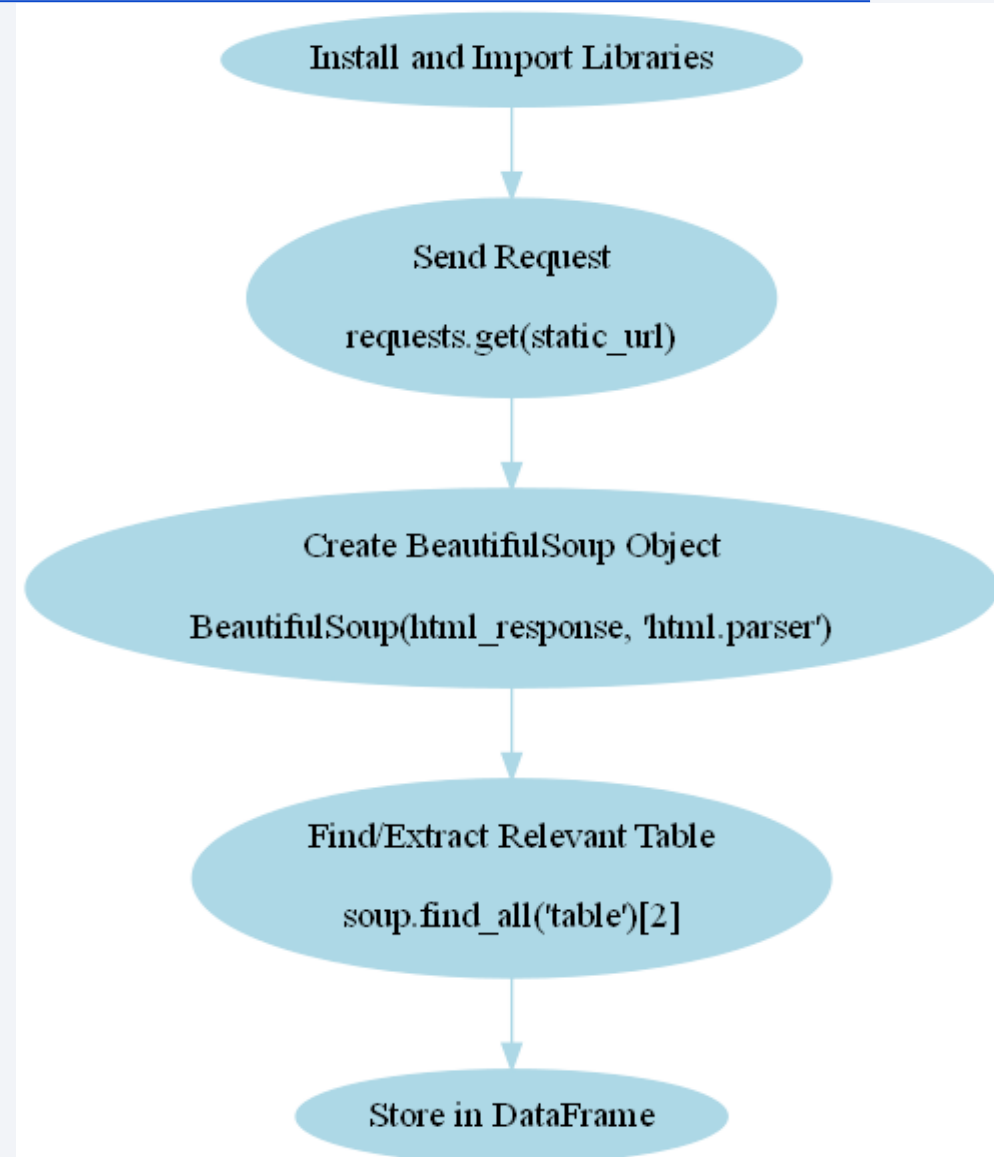 Install and Import Libraries
Send Request
requests.get(static_url)
Create BeautifulSoup Object
BeautifulSoup(html_response, 'html.parser')
Find/Extract Relevant Table
soup.find_all('table')[2]
Store in DataFrame